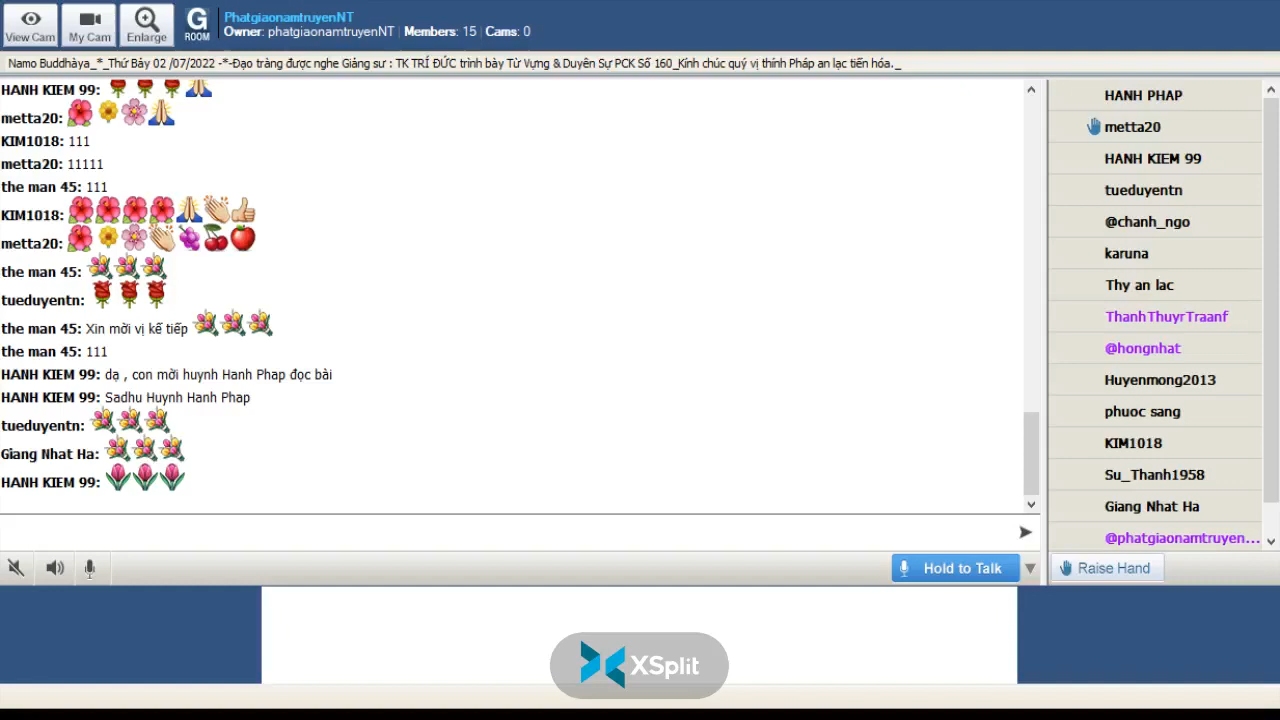 View Cam
My Cam
Enlarge
G
ROOM
PhatgiaonamtruyenNT
Owner: phatgiaonamtruyenNT | Members: 15 | Cams: 0
Namo Buddhàya_*_Thứ Bảy 02 /07/2022 -*-Đạo tràng được nghe Giảng sư : TK TRÍ ĐỨC trình bày Từ Vựng & Duyên Sự PCK Số 160_Kính chúc quý vị thính Pháp an lạc tiến hóa._
HANH KIEM 99:
metta20:
KIM1018: 111
metta20: 11111
the man 45: 111
KIM1018:
metta20:
the man 45:
tueduyentn:
the man 45: Xin mời vị kế tiếp
the man 45: 111
HANH KIEM 99: dạ , con mời huynh Hanh Phap đọc bài
HANH KIEM 99: Sadhu Huynh Hanh Phap
tueduyentn:
Giang Nhat Ha:
HANH KIEM 99:
HANH PHAP
metta20
HANH KIEM 99
tueduyentn
@chanh_ngo
karuna
Thy an lac
ThanhThuyrTraanf
@hongnhat
Huyenmong2013
phuoc sang
KIM1018
Su_Thanh1958
Giang Nhat Ha
@phatgiaonamtruyen...
Hold to Talk
Raise Hand
XSplit